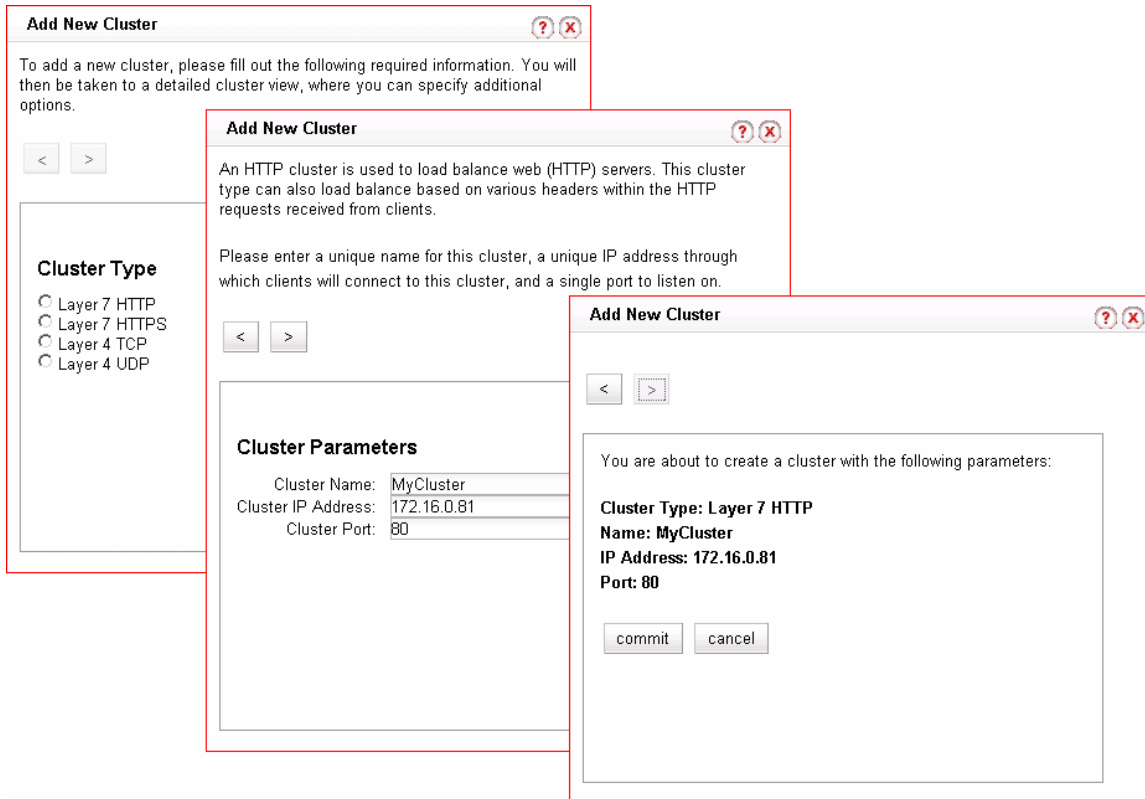 Add New Cluster
?
X
To add a new cluster, please fill out the following required information. You will
then be taken to a detailed cluster view, where you can specify additional
options.
<
>
Cluster Type
Layer 7 HTTP
Layer 7 HTTPS
Layer 4 TCP
Layer 4 UDP
Add New Cluster
?
X
An HTTP cluster is used to load balance web (HTTP) servers. This cluster
type can also load balance based on various headers within the HTTP
requests received from clients.
Please enter a unique name for this cluster, a unique IP address through
which clients will connect to this cluster, and a single port to listen on.
<
>
Cluster Parameters
Cluster Name: MyCluster
Cluster IP Address: 172.16.0.81
Cluster Port: 80
Add New Cluster
?
X
<
>
You are about to create a cluster with the following parameters:
Cluster Type: Layer 7 HTTP
Name: MyCluster
IP Address: 172.16.0.81
Port: 80
commit
cancel